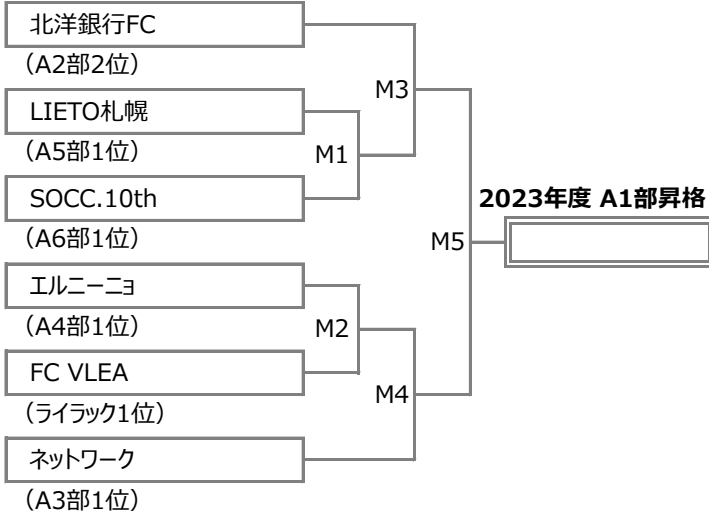 北洋銀行FC
(A2部2位)
M3
LIETO札幌
(A5部1位)
M1
SOCC.10th
2023年度 A1部昇格
(A6部1位)
M5
エルニーニョ
(A4部1位)
M2
FC VLEA
M4
(ライラック1位)
ネットワーク
(A3部1位)